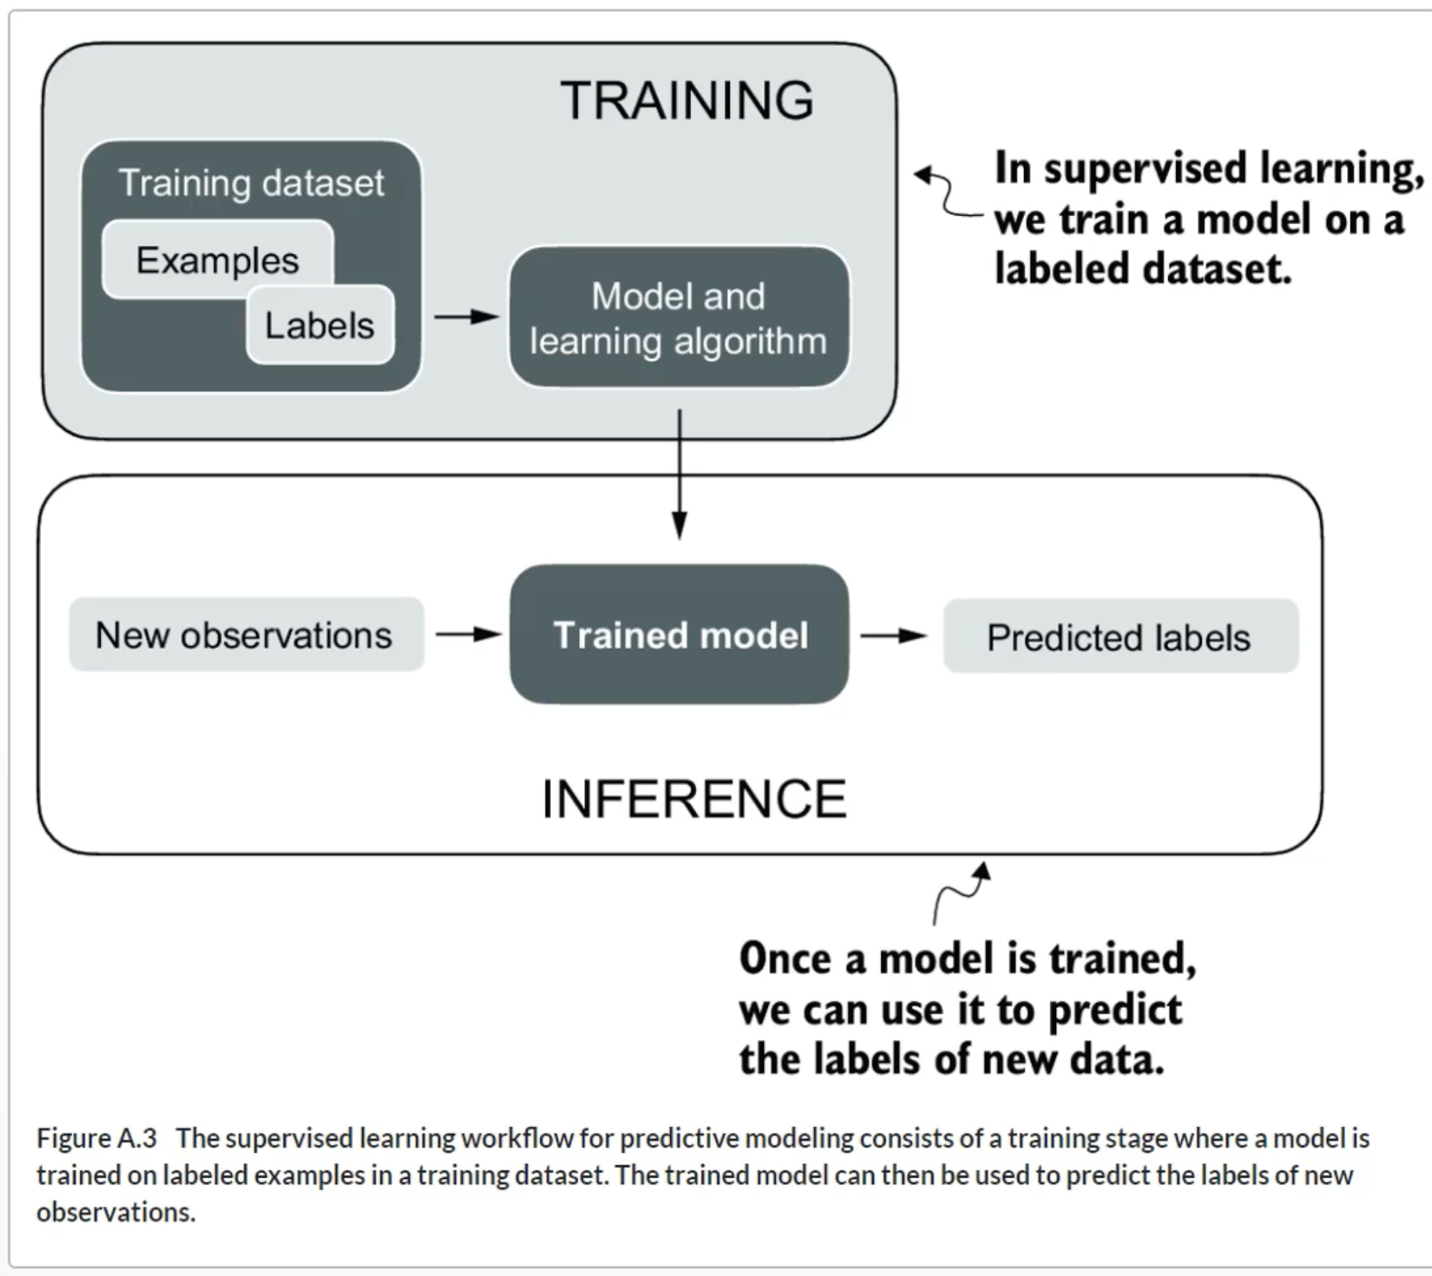 TRAINING
Training dataset
Examples
Labels
Model and
learning algorithm
In supervised learning,
we train a model on a
labeled dataset.
New observations
Trained model
Predicted labels
INFERENCE
Once a model is trained,
we can use it to predict
the labels of new data.
Figure A.3 The supervised learning workflow for predictive modeling consists of a training stage where a model is
trained on labeled examples in a training dataset. The trained model can then be used to predict the labels of new
observations.